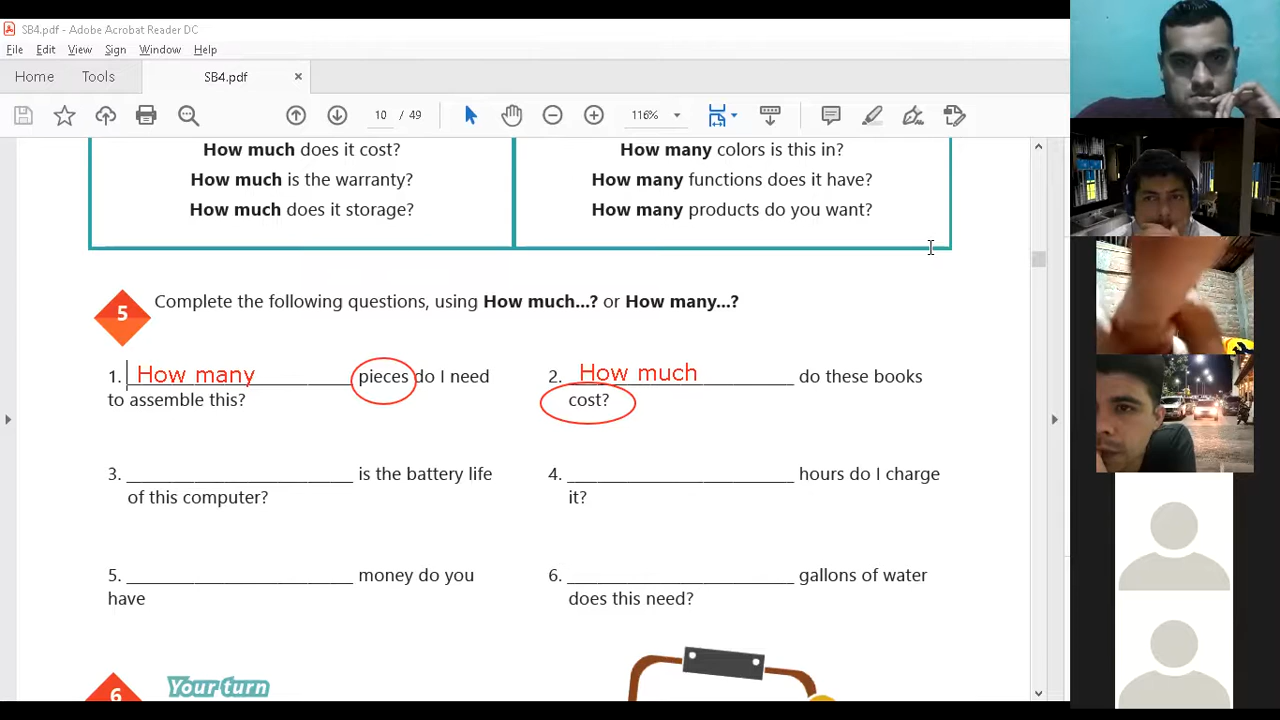 SB4.pdf - Adobe Acrobat Reader DC
File Edit View Sign Window Help
Home Tools SB4.pdf ×
10 / 49 116%
How much does it cost?
How much is the warranty?
How much does it storage?
How many colors is this in?
How many functions does it have?
How many products do you want?
5 Complete the following questions, using How much...? or How many...?
1. How many pieces do I need
to assemble this?
2. How much do these books
cost?
3. ____________________ is the battery life
of this computer?
4. ____________________ hours do I charge
it?
5. ____________________ money do you
have
6. ____________________ gallons of water
does this need?
6 Your turn